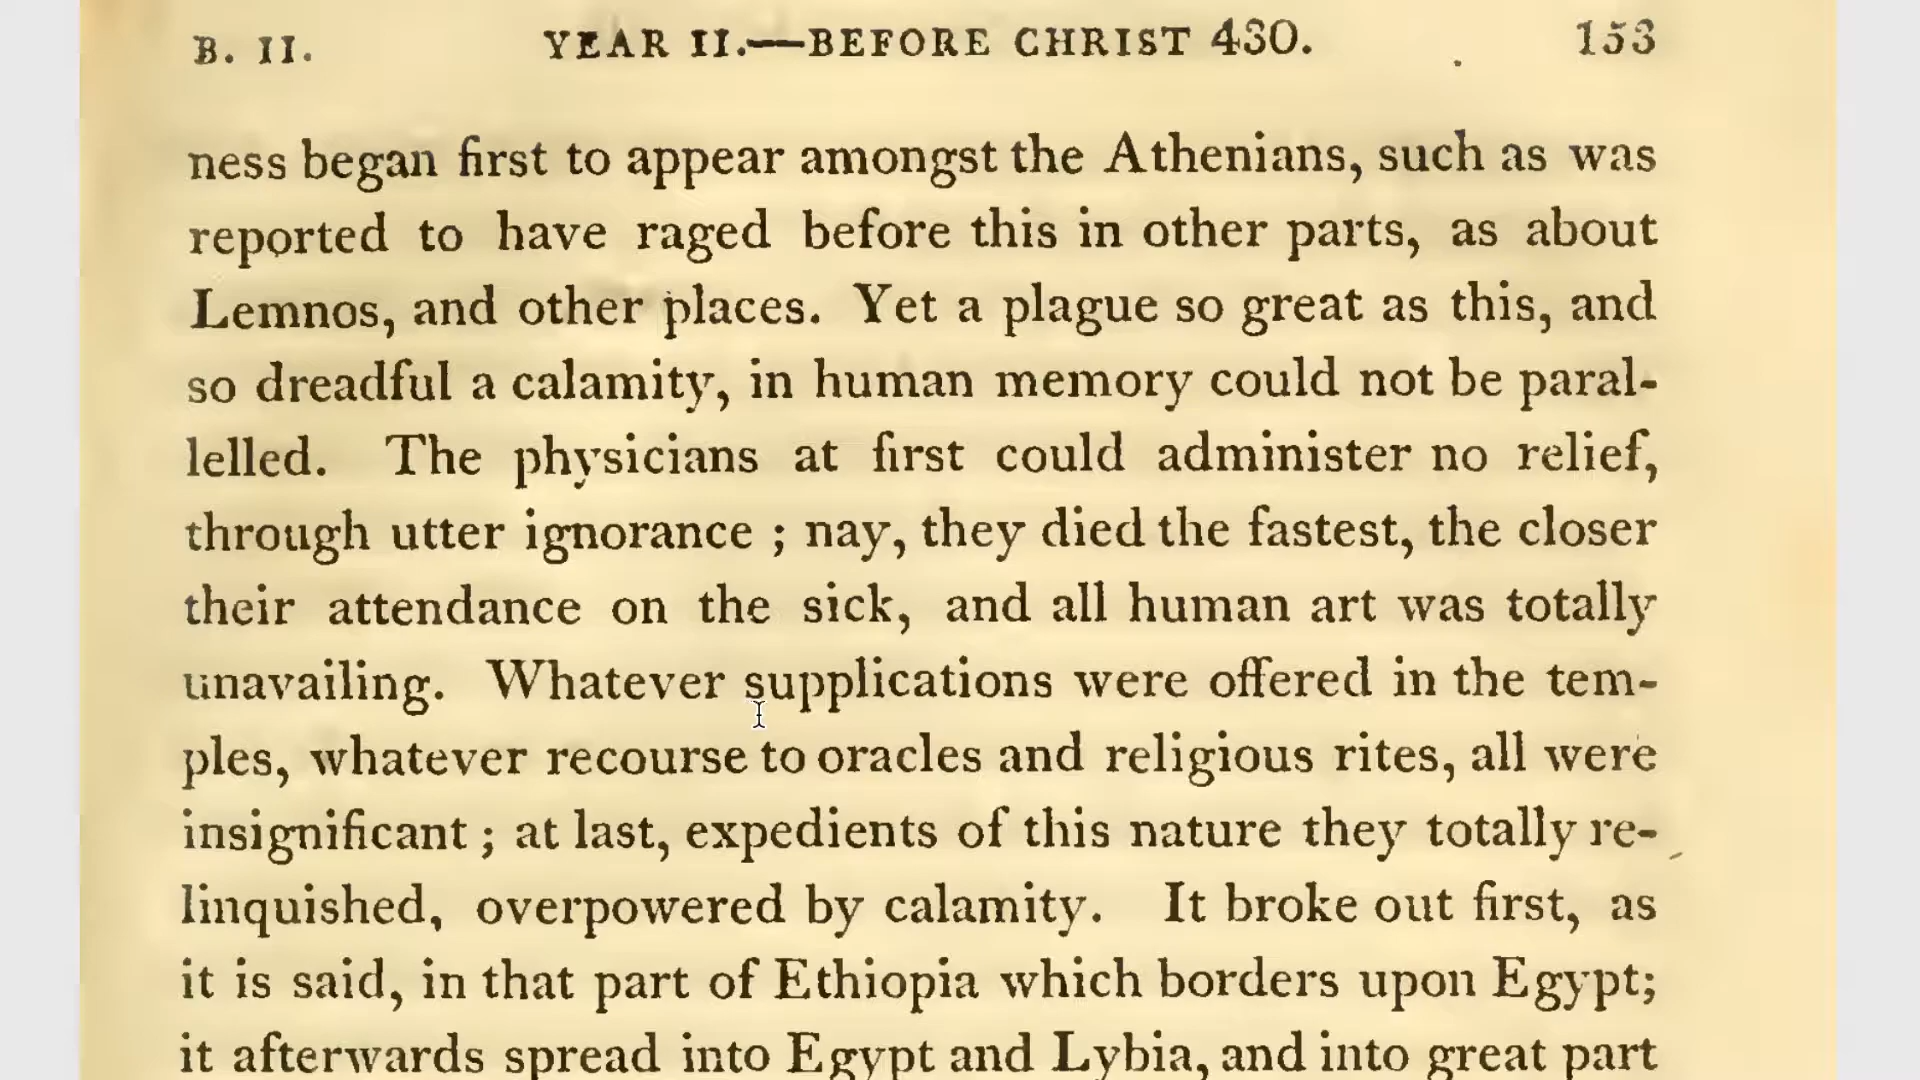 B. II. YEAR II.—BEFORE CHRIST 430. 153
ness began first to appear amongst the Athenians, such as was
reported to have raged before this in other parts, as about
Lemnos, and other places. Yet a plague so great as this, and
so dreadful a calamity, in human memory could not be paral-
lelled. The physicians at first could administer no relief,
through utter ignorance ; nay, they died the fastest, the closer
their attendance on the sick, and all human art was totally
unavailing. Whatever supplications were offered in the tem-
ples, whatever recourse to oracles and religious rites, all were
insignificant ; at last, expedients of this nature they totally re-
linquished, overpowered by calamity. It broke out first, as
it is said, in that part of Ethiopia which borders upon Egypt;
it afterwards spread into Egypt and Lybia, and into great part